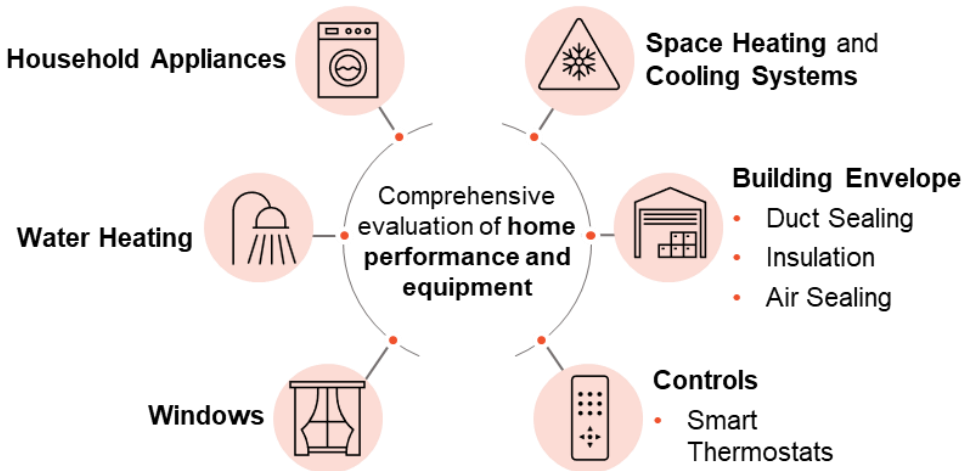 Household Appliances
Space Heating and
Cooling Systems
Comprehensive
evaluation of home
performance and
equipment
Water Heating
Building Envelope
• Duct Sealing
• Insulation
• Air Sealing
Windows
Controls
• Smart
Thermostats